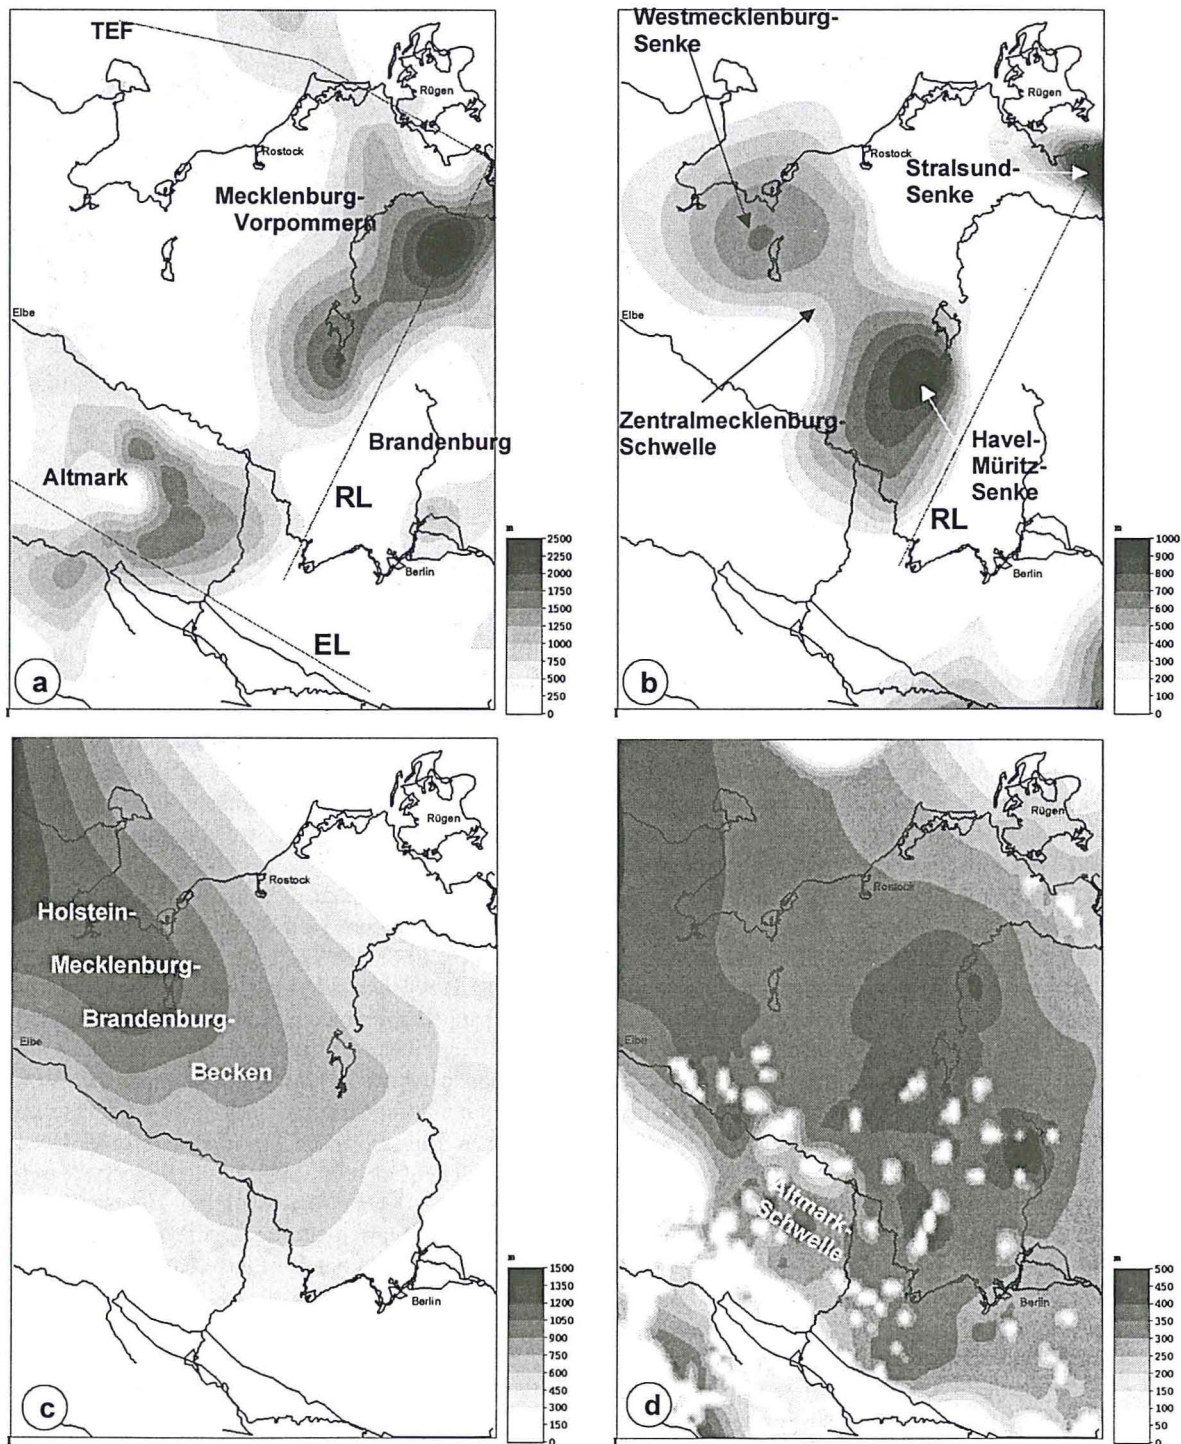 TEF
Rügen
Rostock
Mecklenburg-
Vorpommern
Elbe
Altmark
Brandenburg
RL
Berlin
EL
a
m
2500
2250
2000
1750
1500
1250
1000
750
500
250
0
Westmecklenburg-
Senke
Rügen
Rostock
Stralsund-
Senke
Elbe
Zentralmecklenburg-
Schwelle
Havel-
Müritz-
Senke
RL
Berlin
b
m
1000
900
800
700
600
500
400
300
200
100
0
Rügen
Rostock
Holstein-
Mecklenburg-
Brandenburg-
Becken
Elbe
Berlin
c
m
1500
1350
1200
1050
900
750
600
450
300
150
0
Rügen
Rostock
Elbe
Altmark-
Schwelle
Berlin
d
m
500
450
400
350
300
250
200
150
100
50
0